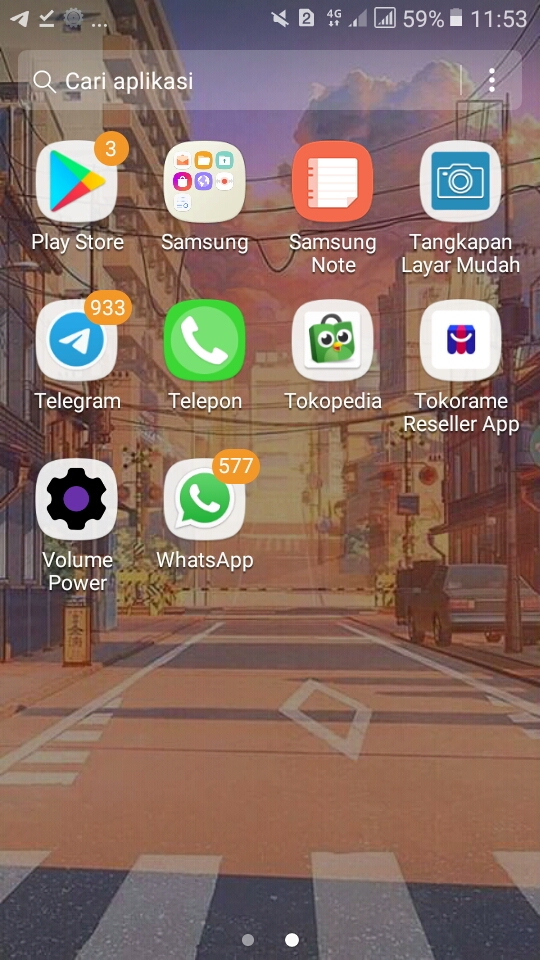 ... 2 4G 59% 11:53
Cari aplikasi
3
Play Store
Samsung
Samsung
Note
Tangkapan
Layar Mudah
933
Telegram
Telepon
Tokopedia
Tokorame
Reseller App
577
Volume
Power
WhatsApp